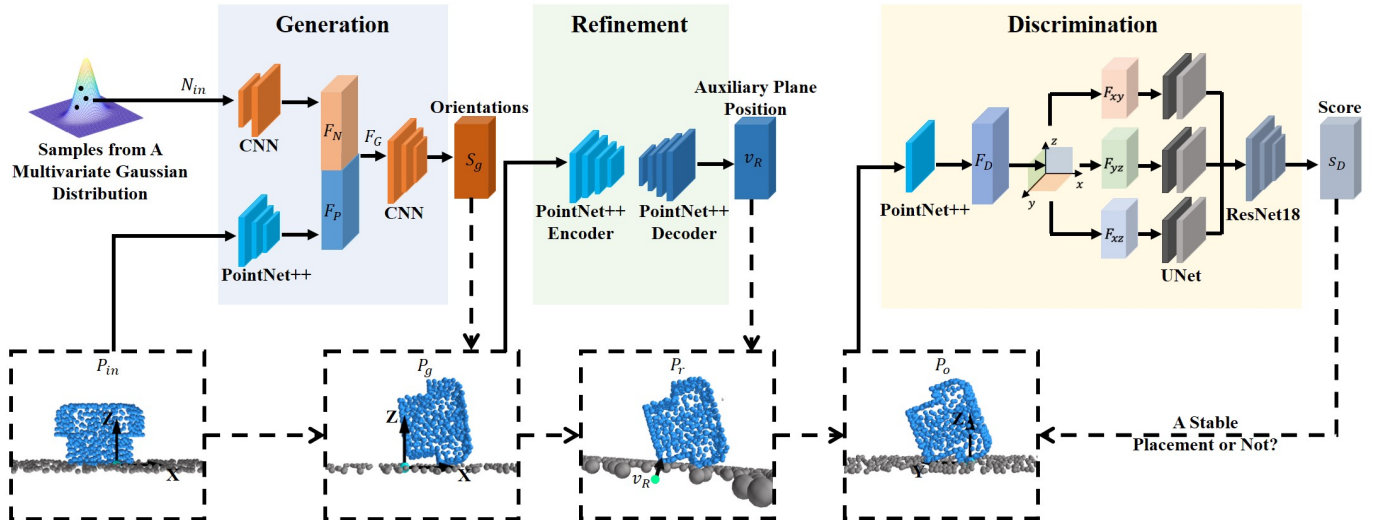 Generation
Refinement
Discrimination
N_in
Samples from A
Multivariate Gaussian
Distribution
CNN
F_N
F_P
F_G
CNN
Orientations
S_g
PointNet++
PointNet++
Encoder
PointNet++
Decoder
Auxiliary Plane
Position
v_R
PointNet++
F_D
z
x
y
F_xy
F_yz
F_xz
UNet
ResNet18
Score
s_D
P_in
Z
X
P_g
Z
X
P_r
v_R
P_o
Z
Y
A Stable
Placement or Not?